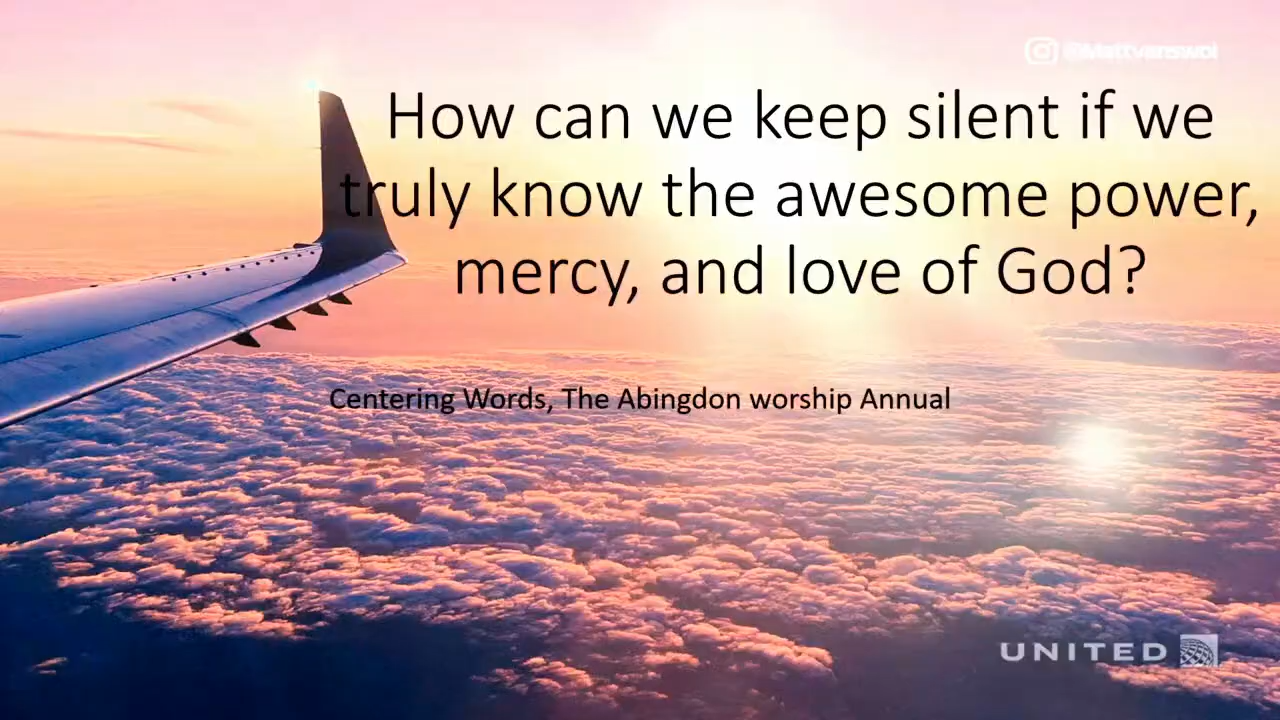 How can we keep silent if we
truly know the awesome power,
mercy, and love of God?
Centering Words, The Abingdon worship Annual
UNITED